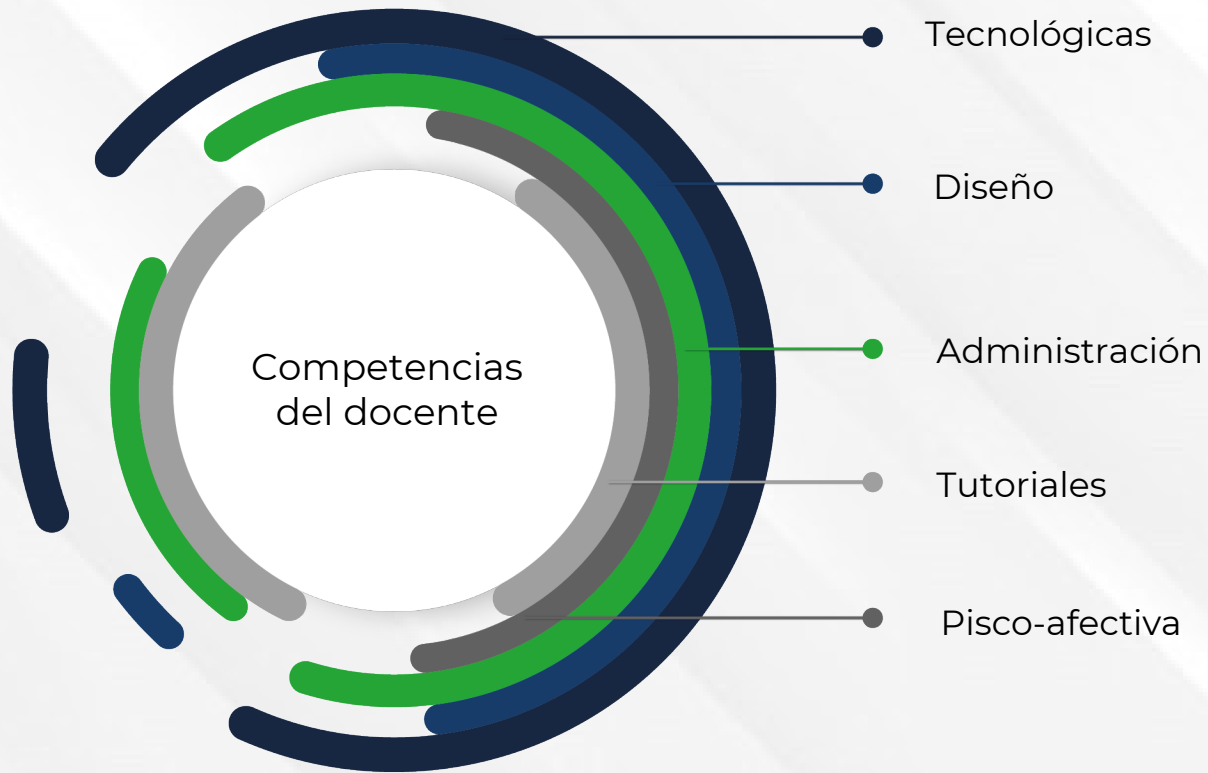 Tecnológicas
Diseño
Competencias
del docente
Administración
Tutoriales
Pisco-afectiva